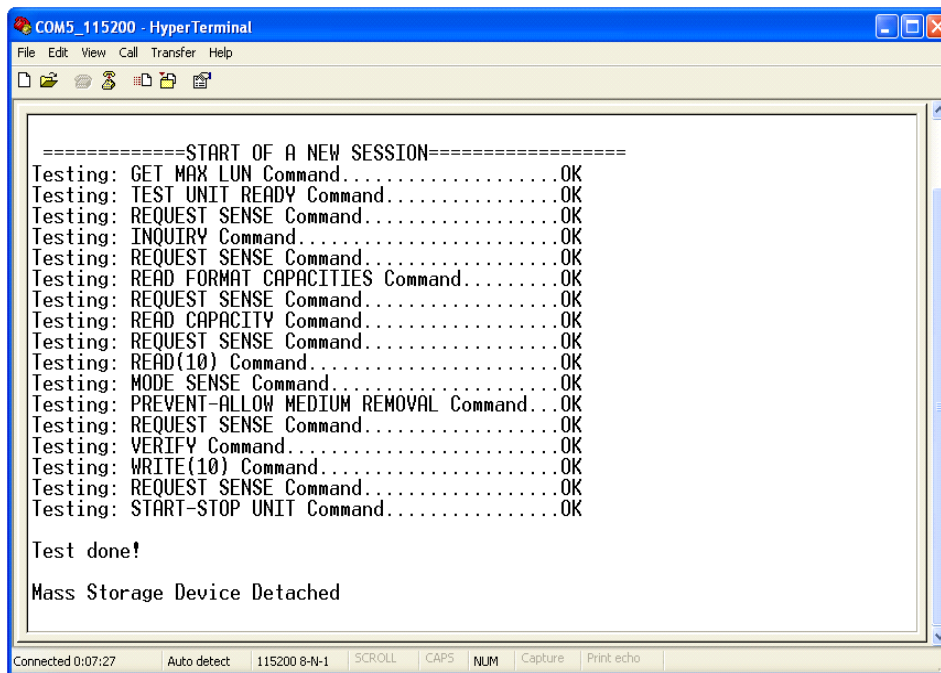 COM5_115200 - HyperTerminal
File Edit View Call Transfer Help
=============START OF A NEW SESSION==================
Testing: GET MAX LUN Command....................OK
Testing: TEST UNIT READY Command................OK
Testing: REQUEST SENSE Command..................OK
Testing: INQUIRY Command........................OK
Testing: REQUEST SENSE Command..................OK
Testing: READ FORMAT CAPACITIES Command.........OK
Testing: REQUEST SENSE Command..................OK
Testing: READ CAPACITY Command..................OK
Testing: REQUEST SENSE Command..................OK
Testing: READ(10) Command.......................OK
Testing: MODE SENSE Command.....................OK
Testing: PREVENT-ALLOW MEDIUM REMOVAL Command...OK
Testing: REQUEST SENSE Command..................OK
Testing: VERIFY Command.........................OK
Testing: WRITE(10) Command......................OK
Testing: REQUEST SENSE Command..................OK
Testing: START-STOP UNIT Command................OK
Test done!
Mass Storage Device Detached
Connected 0:07:27 Auto detect 115200 8-N-1 SCROLL CAPS NUM Capture Print echo